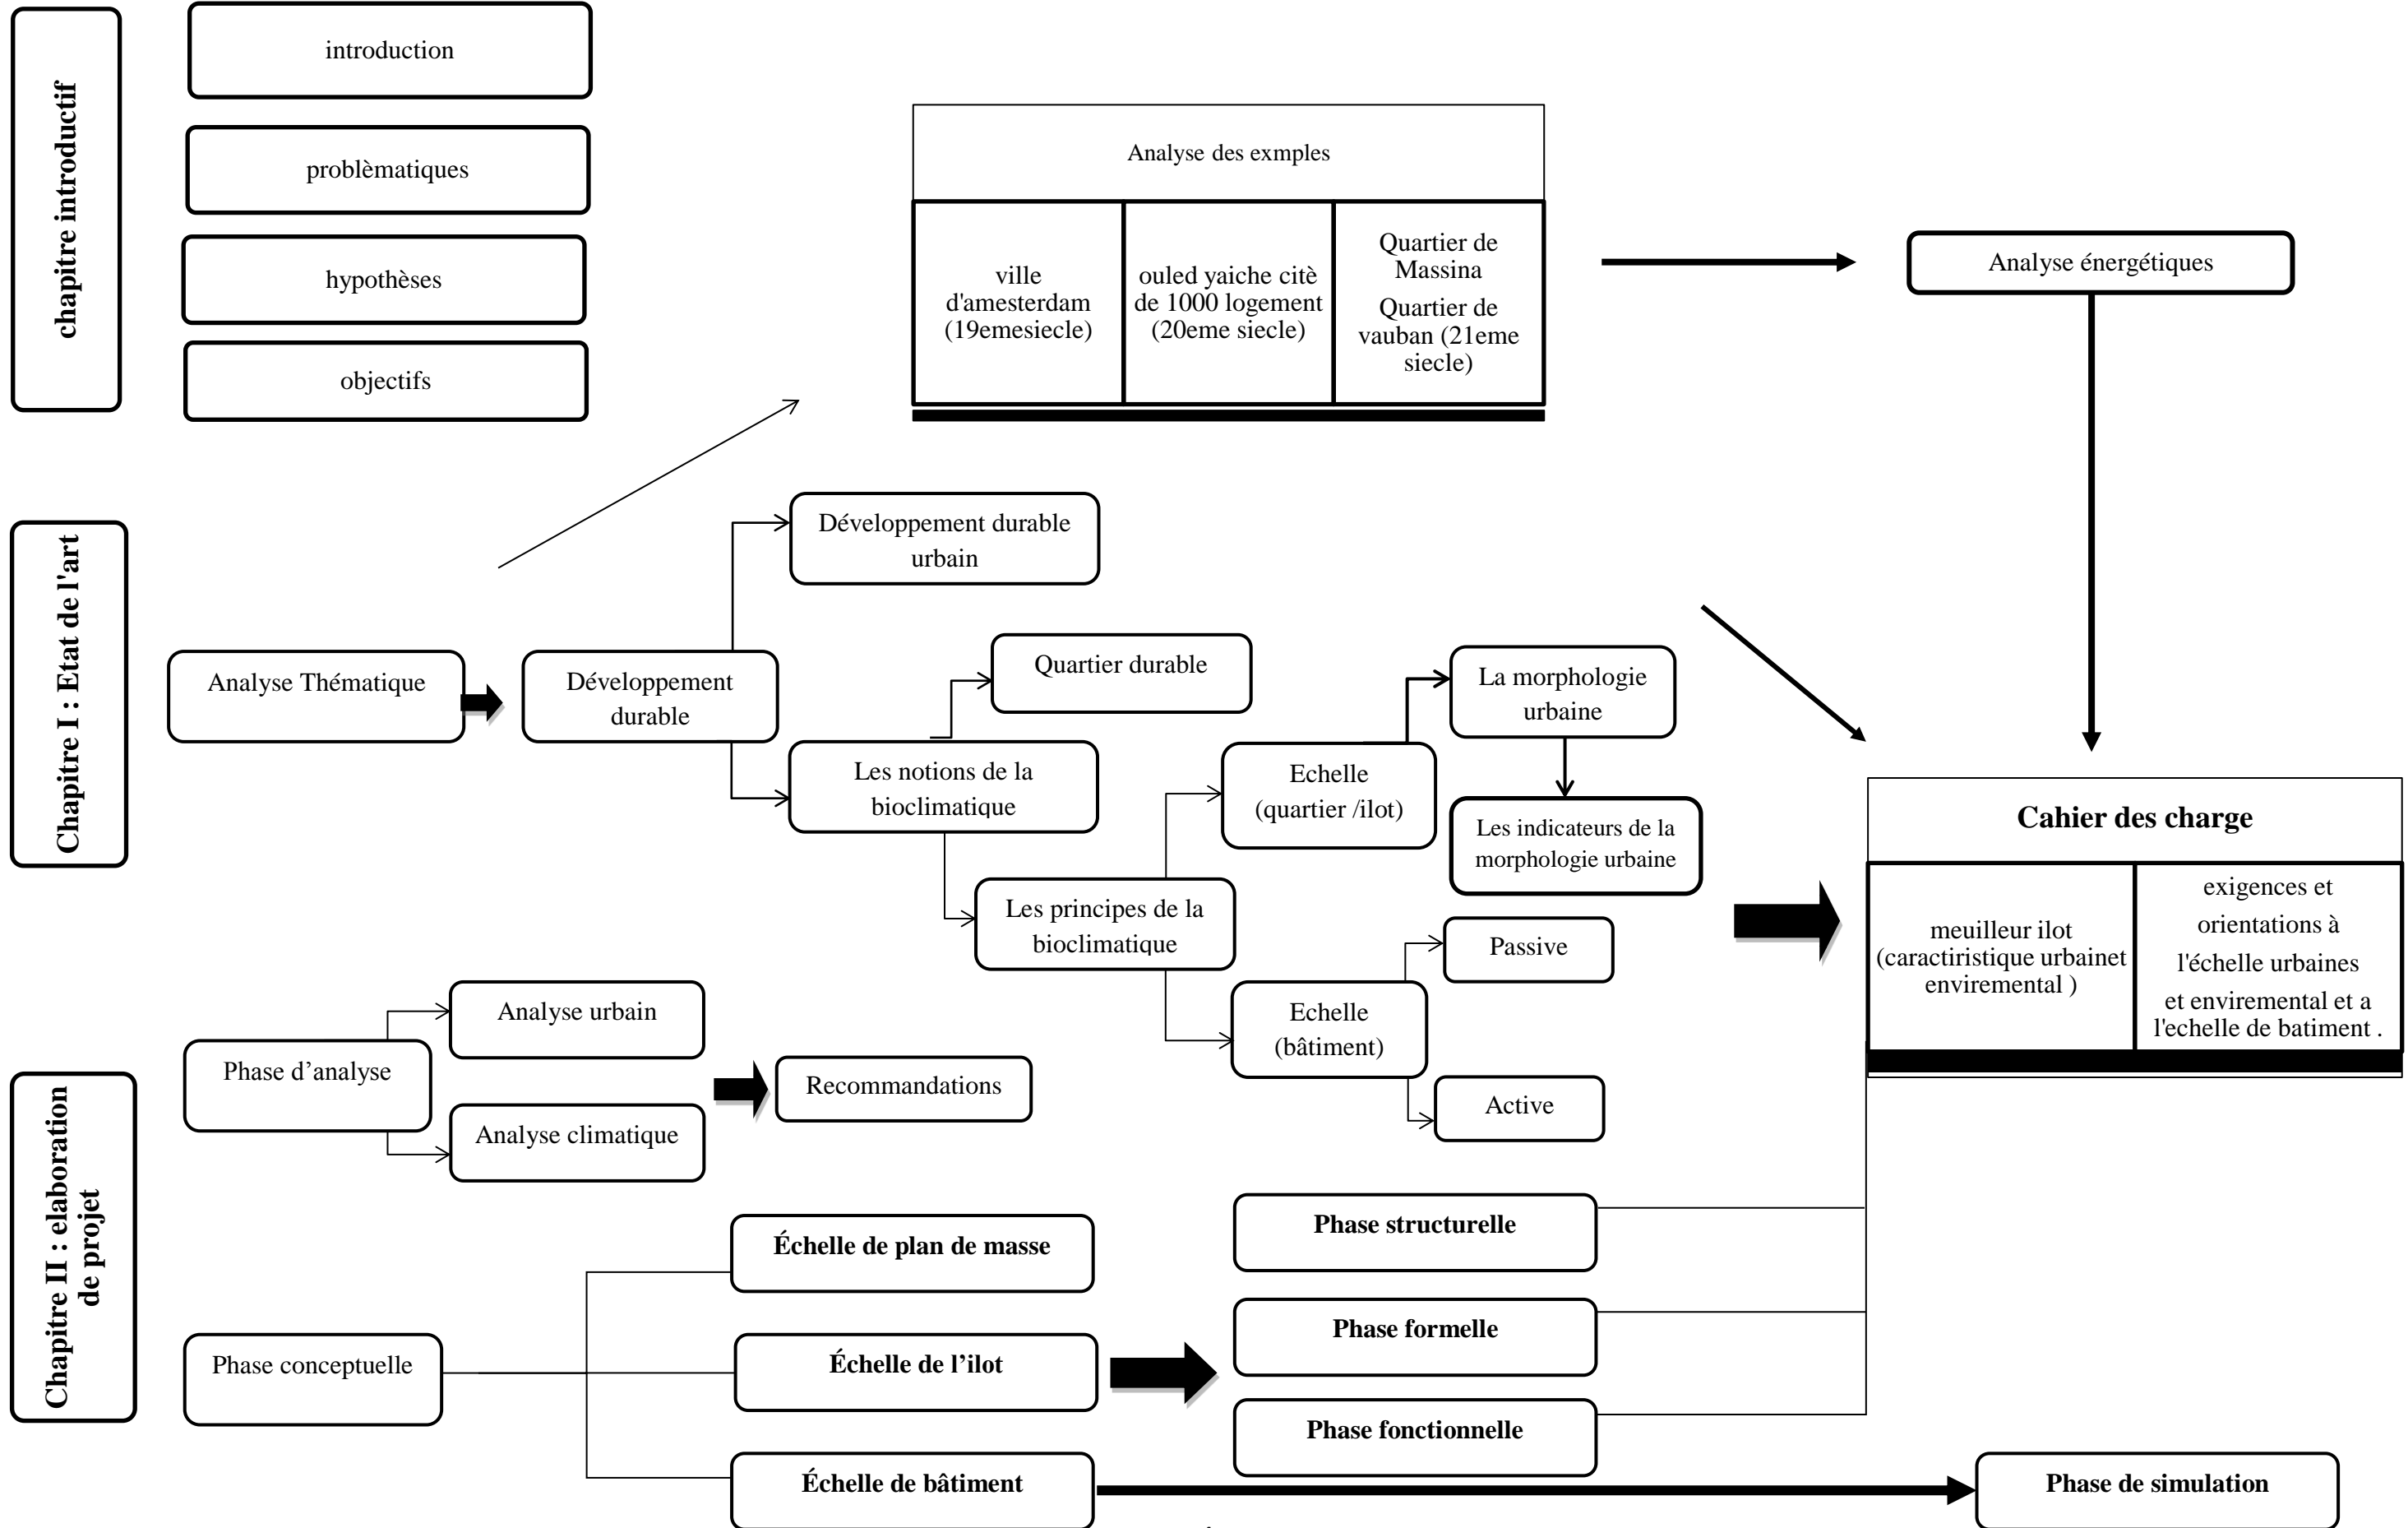 chapitre introductif
introduction
problèmatiques
hypothèses
objectifs
Analyse des exmples
ville
d'amesterdam
(19emesiecle)
ouled yaiche citè
de 1000 logement
(20eme siecle)
Quartier de
Massina
Quartier de
vauban (21eme
siecle)
Analyse énergétiques
Chapitre I : Etat de l'art
Analyse Thématique
Développement
durable
Développement durable
urbain
Les notions de la
bioclimatique
Quartier durable
Les principes de la
bioclimatique
Echelle
(quartier /ilot)
La morphologie
urbaine
Les indicateurs de la
morphologie urbaine
Echelle
(bâtiment)
Passive
Active
Cahier des charge
meuilleur ilot
(caractiristique urbainet
enviremental )
exigences et
orientations à
l'échelle urbaines
et enviremental et a
l'echelle de batiment .
Chapitre II : elaboration
de projet
Phase d’analyse
Analyse urbain
Analyse climatique
Recommandations
Phase conceptuelle
Échelle de plan de masse
Échelle de l’ilot
Échelle de bâtiment
Phase structurelle
Phase formelle
Phase fonctionnelle
Phase de simulation